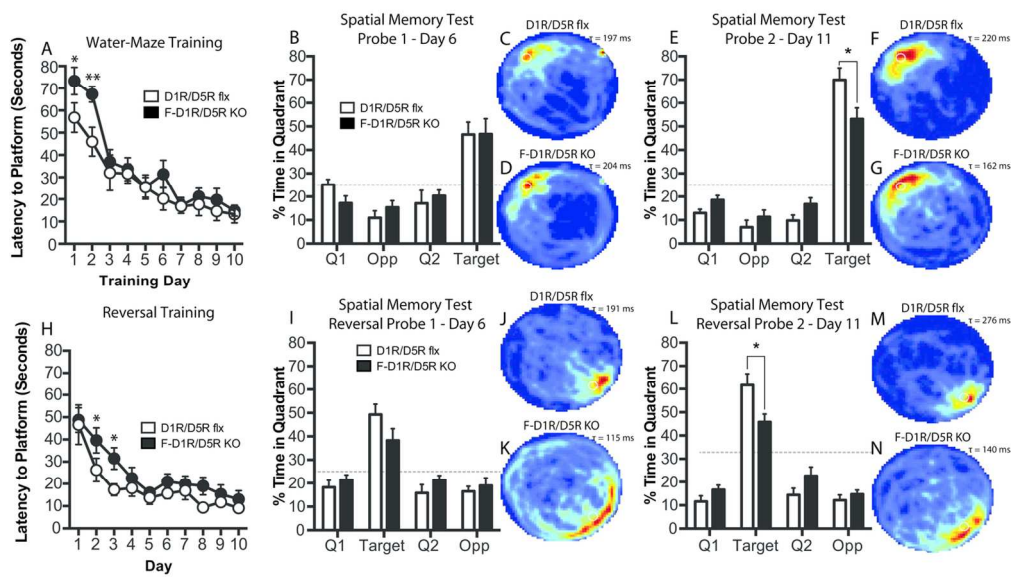 A
Water-Maze Training
Latency to Platform (Seconds)
80
70
60
50
40
30
20
10
0
*
**
D1R/D5R flx
F-D1R/D5R KO
1 2 3 4 5 6 7 8 9 10
Training Day
B
Spatial Memory Test
Probe 1 - Day 6
% Time in Quadrant
80
70
60
50
40
30
20
10
0
D1R/D5R flx
F-D1R/D5R KO
Q1 Opp Q2 Target
C
D1R/D5R flx
τ = 197 ms
D
F-D1R/D5R KO
τ = 204 ms
E
Spatial Memory Test
Probe 2 - Day 11
% Time in Quadrant
80
70
60
50
40
30
20
10
0
*
Q1 Opp Q2 Target
F
D1R/D5R flx
τ = 220 ms
G
F-D1R/D5R KO
τ = 162 ms
H
Reversal Training
Latency to Platform (Seconds)
80
70
60
50
40
30
20
10
0
* *
D1R/D5R flx
F-D1R/D5R KO
1 2 3 4 5 6 7 8 9 10
Day
I
Spatial Memory Test
Reversal Probe 1 - Day 6
% Time in Quadrant
80
70
60
50
40
30
20
10
0
D1R/D5R flx
F-D1R/D5R KO
Q1 Target Q2 Opp
J
D1R/D5R flx
τ = 191 ms
K
F-D1R/D5R KO
τ = 115 ms
L
Spatial Memory Test
Reversal Probe 2 - Day 11
% Time in Quadrant
80
70
60
50
40
30
20
10
0
*
Q1 Target Q2 Opp
M
D1R/D5R flx
τ = 276 ms
N
F-D1R/D5R KO
τ = 140 ms